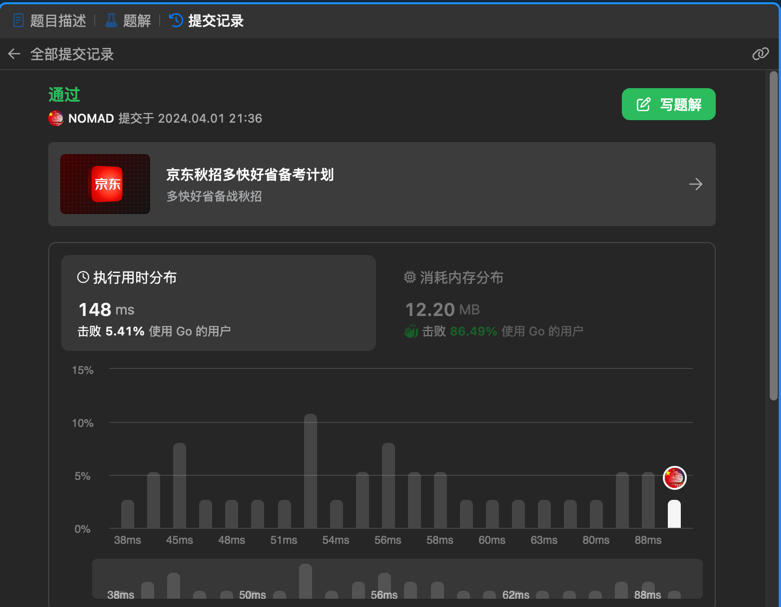 题目描述 题解 提交记录
全部提交记录
通过
NOMAD 提交于 2024.04.01 21:36
写题解
京东
京东秋招多快好省备考计划
多快好省备战秋招
执行用时分布
148 ms
击败 5.41% 使用 Go 的用户
消耗内存分布
12.20 MB
击败 86.49% 使用 Go 的用户
15%
10%
5%
0%
38ms 45ms 48ms 51ms 54ms 56ms 58ms 60ms 63ms 80ms 88ms
38ms 50ms 56ms 62ms 88ms